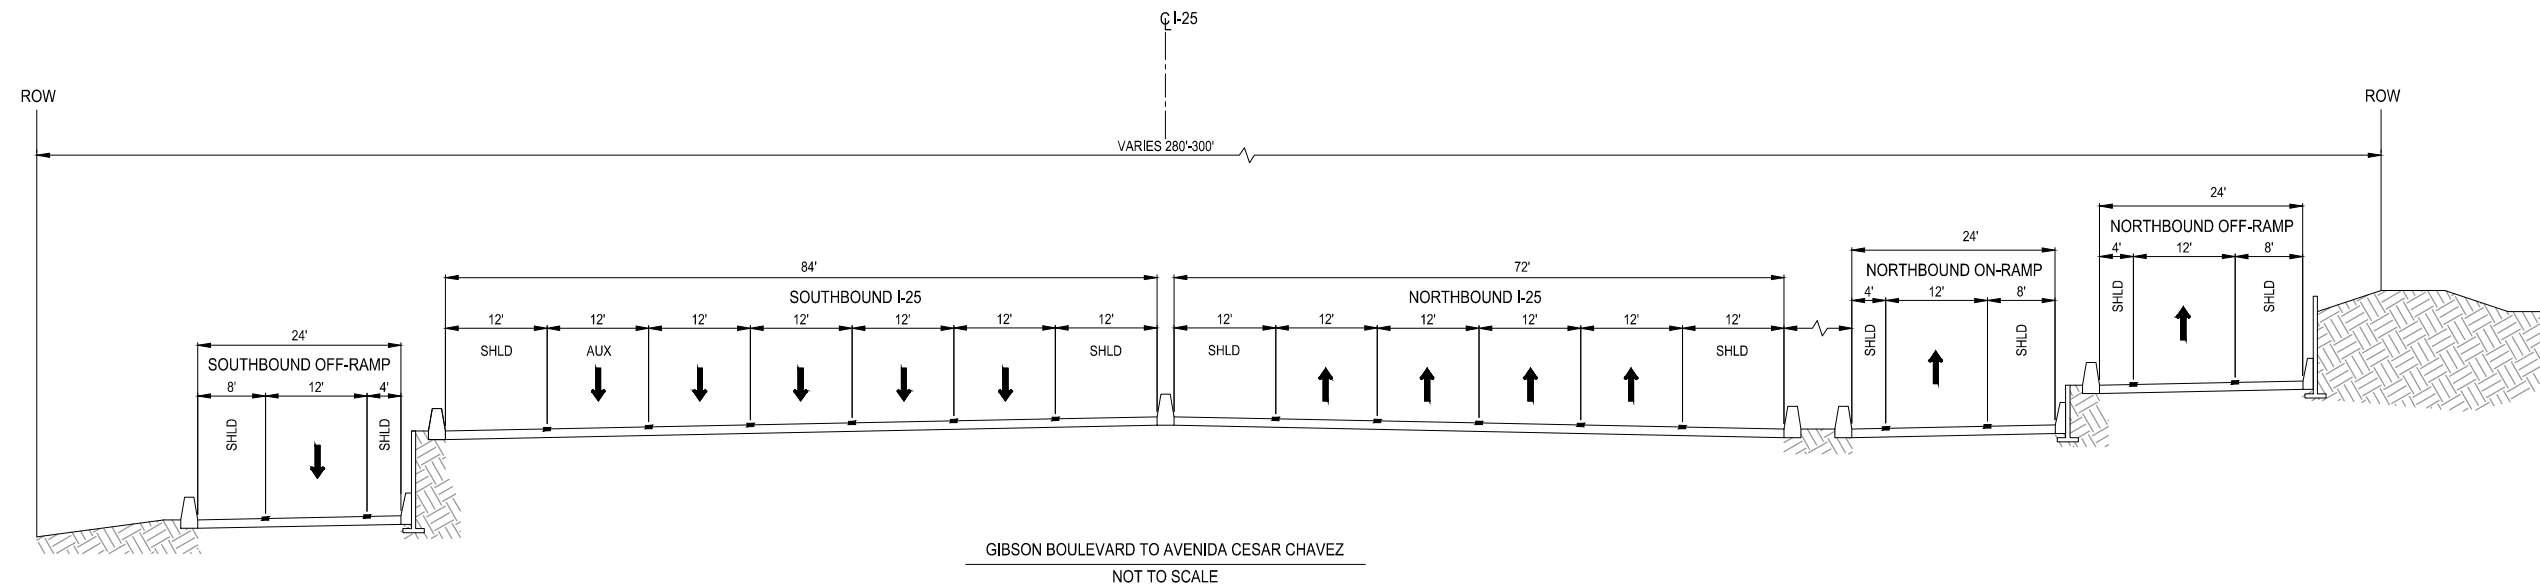 ℄ I-25
ROW
ROW
VARIES 280'-300'
24'
NORTHBOUND OFF-RAMP
4' 12' 8'
SHLD
SHLD
24'
NORTHBOUND ON-RAMP
4' 12' 8'
SHLD
SHLD
84'
SOUTHBOUND I-25
12' 12' 12' 12' 12' 12' 12'
SHLD AUX SHLD
72'
NORTHBOUND I-25
12' 12' 12' 12' 12' 12'
SHLD SHLD
24'
SOUTHBOUND OFF-RAMP
8' 12' 4'
SHLD
SHLD
GIBSON BOULEVARD TO AVENIDA CESAR CHAVEZ
NOT TO SCALE